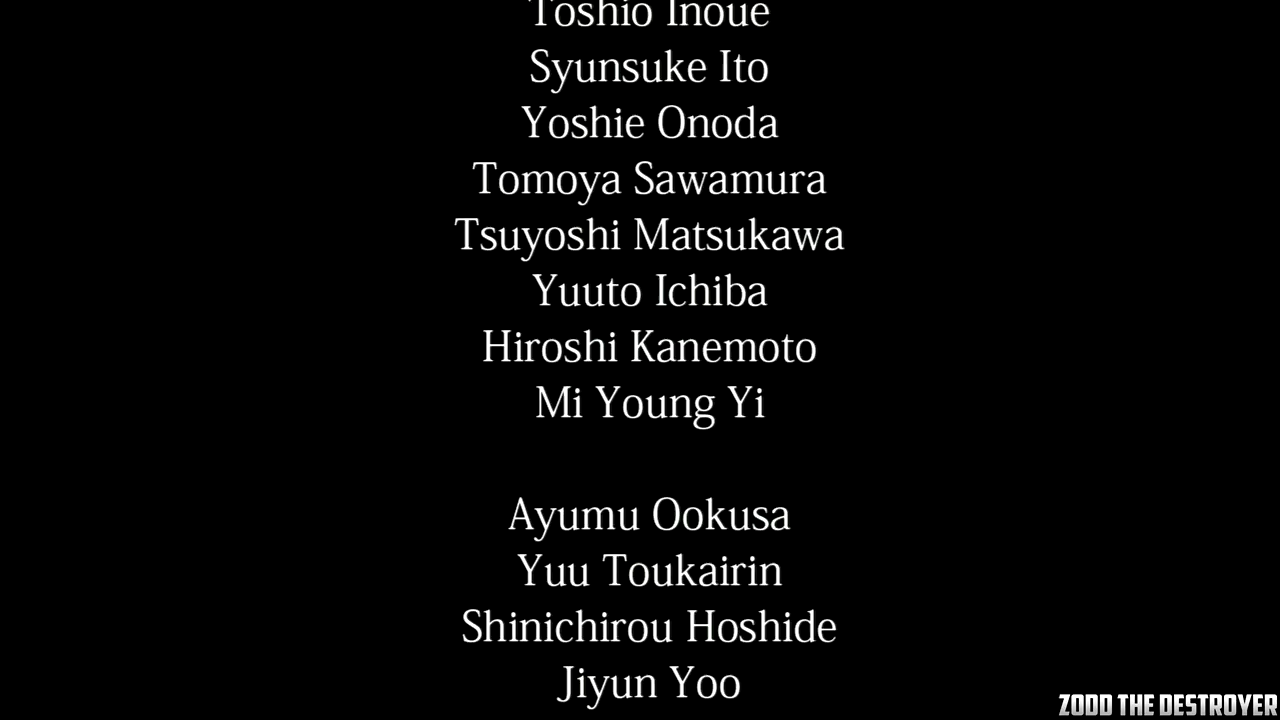 Toshio Inoue
Syunsuke Ito
Yoshie Onoda
Tomoya Sawamura
Tsuyoshi Matsukawa
Yuuto Ichiba
Hiroshi Kanemoto
Mi Young Yi
Ayumu Ookusa
Yuu Toukairin
Shinichirou Hoshide
Jiyun Yoo
ZODD THE DESTROYER